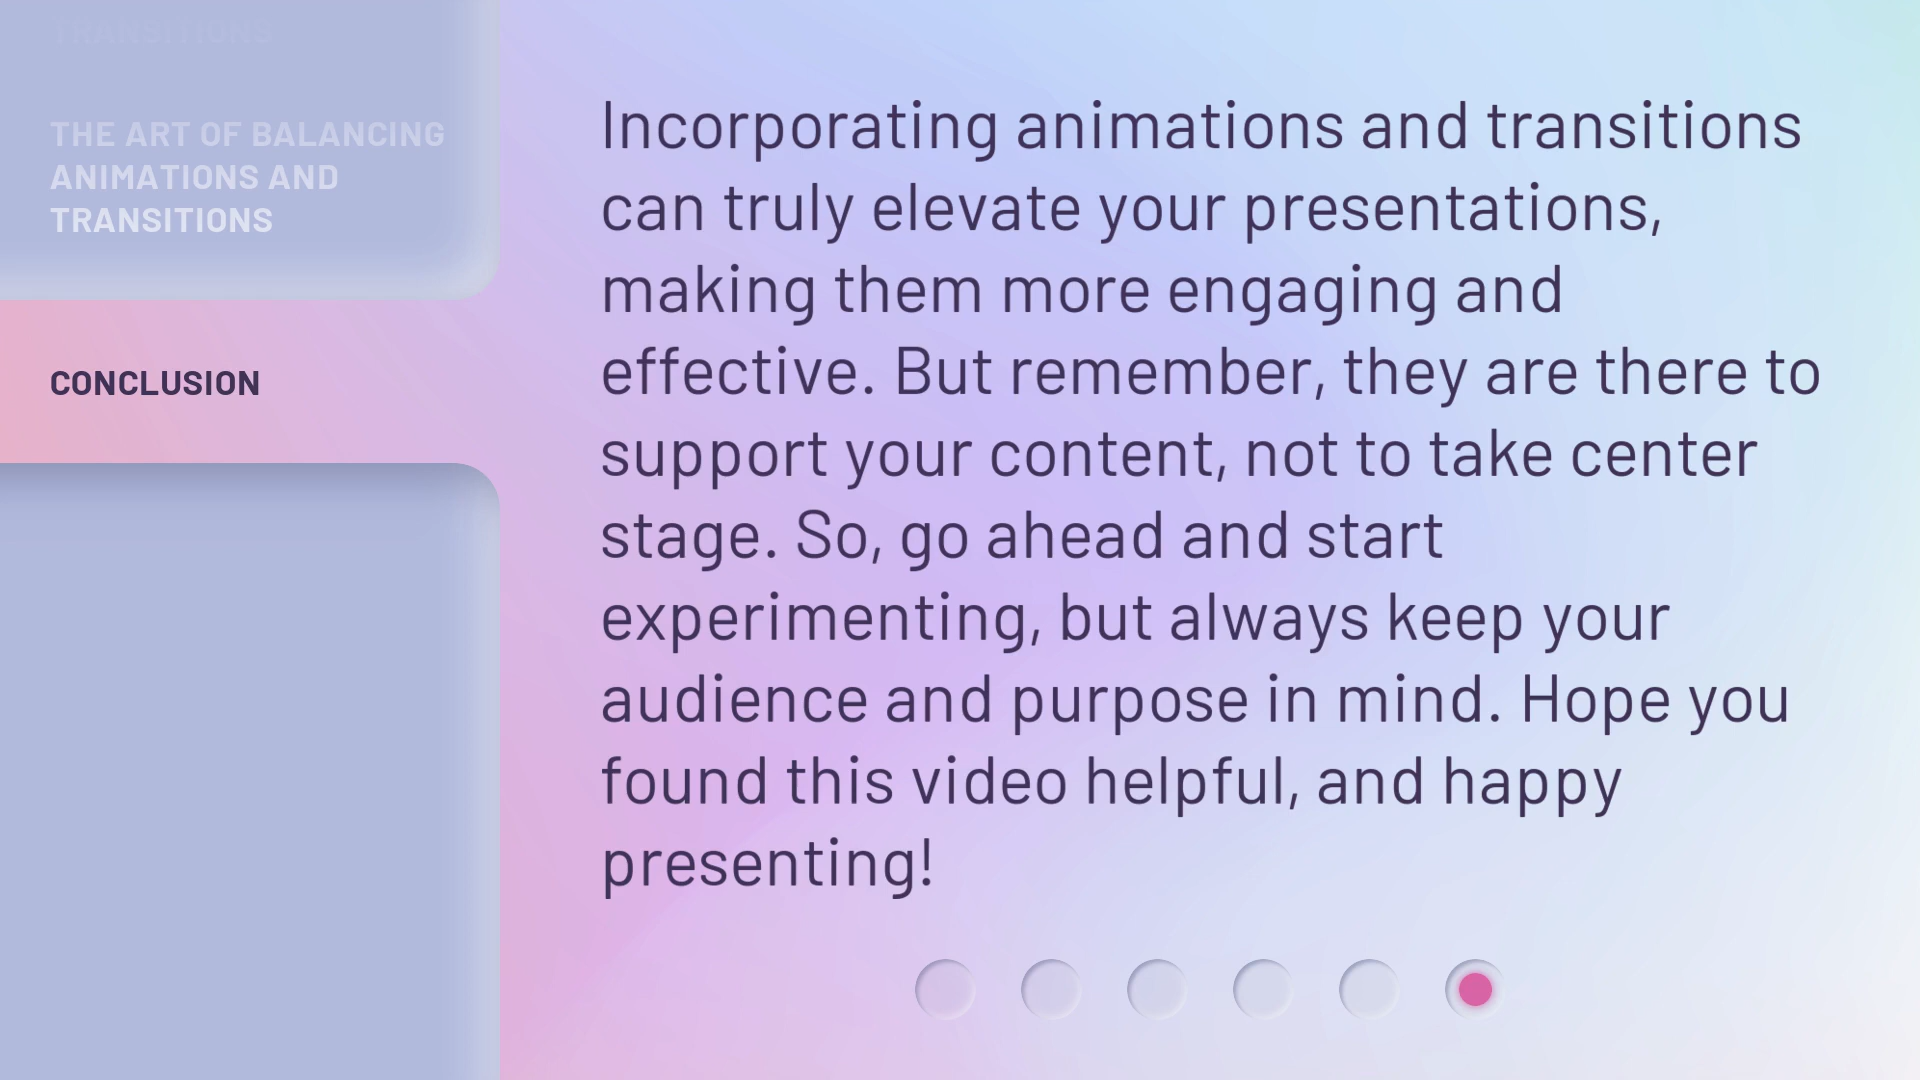 TRANSITIONS
THE ART OF BALANCING
ANIMATIONS AND
TRANSITIONS
CONCLUSION
Incorporating animations and transitions
can truly elevate your presentations,
making them more engaging and
effective. But remember, they are there to
support your content, not to take center
stage. So, go ahead and start
experimenting, but always keep your
audience and purpose in mind. Hope you
found this video helpful, and happy
presenting!